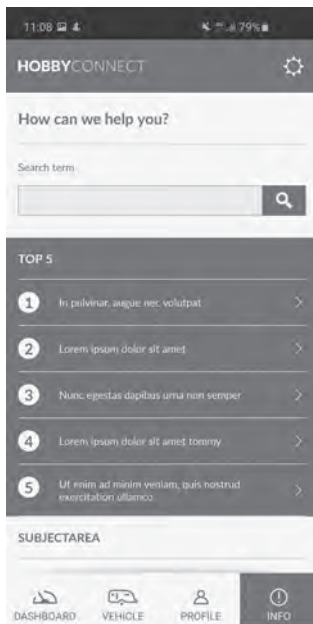 11:08
79%
HOBBYCONNECT
How can we help you?
Search term
TOP 5
1 In pulvinar, augue nec volutpat
2 Lorem ipsum dolor sit amet
3 Nunc egestas dapibus urna non semper
4 Lorem ipsum dolor sit amet tommy
5 Ut enim ad minim veniam, quis nostrud
exercitation ullamco
SUBJECTAREA
DASHBOARD VEHICLE PROFILE INFO